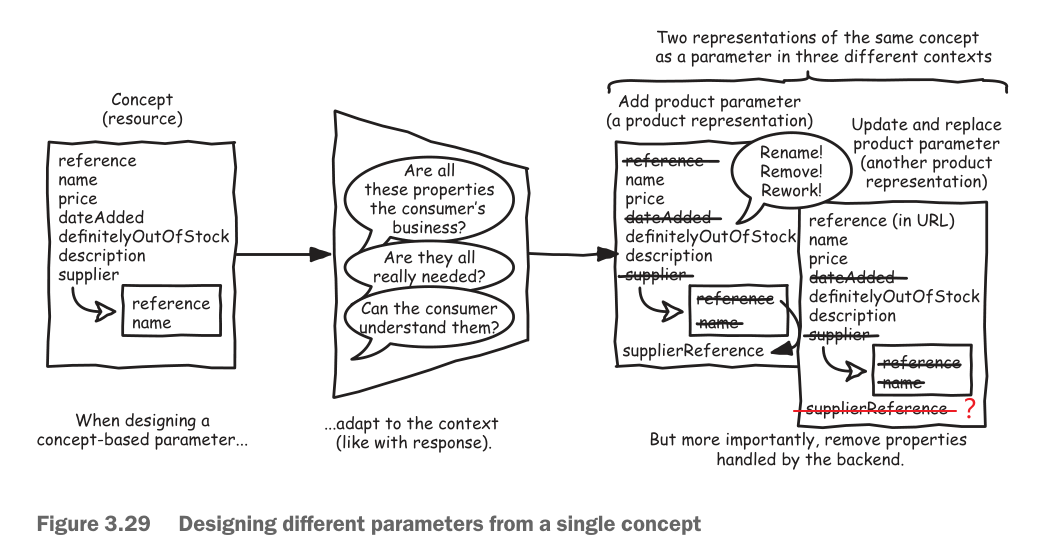 Two representations of the same concept
as a parameter in three different contexts
Concept
(resource)
reference
name
price
dateAdded
definitelyOutOfStock
description
supplier
reference
name
When designing a
concept-based parameter...
Are all
these properties
the consumer's
business?
Are they all
really needed?
Can the consumer
understand them?
...adapt to the context
(like with response).
Add product parameter
(a product representation)
reference
name
price
dateAdded
definitelyOutOfStock
description
supplier
reference
name
supplierReference
Rename!
Remove!
Rework!
Update and replace
product parameter
(another product
representation)
reference (in URL)
name
price
dateAdded
definitelyOutOfStock
description
supplier
reference
name
supplierReference ?
But more importantly, remove properties
handled by the backend.
Figure 3.29 Designing different parameters from a single concept